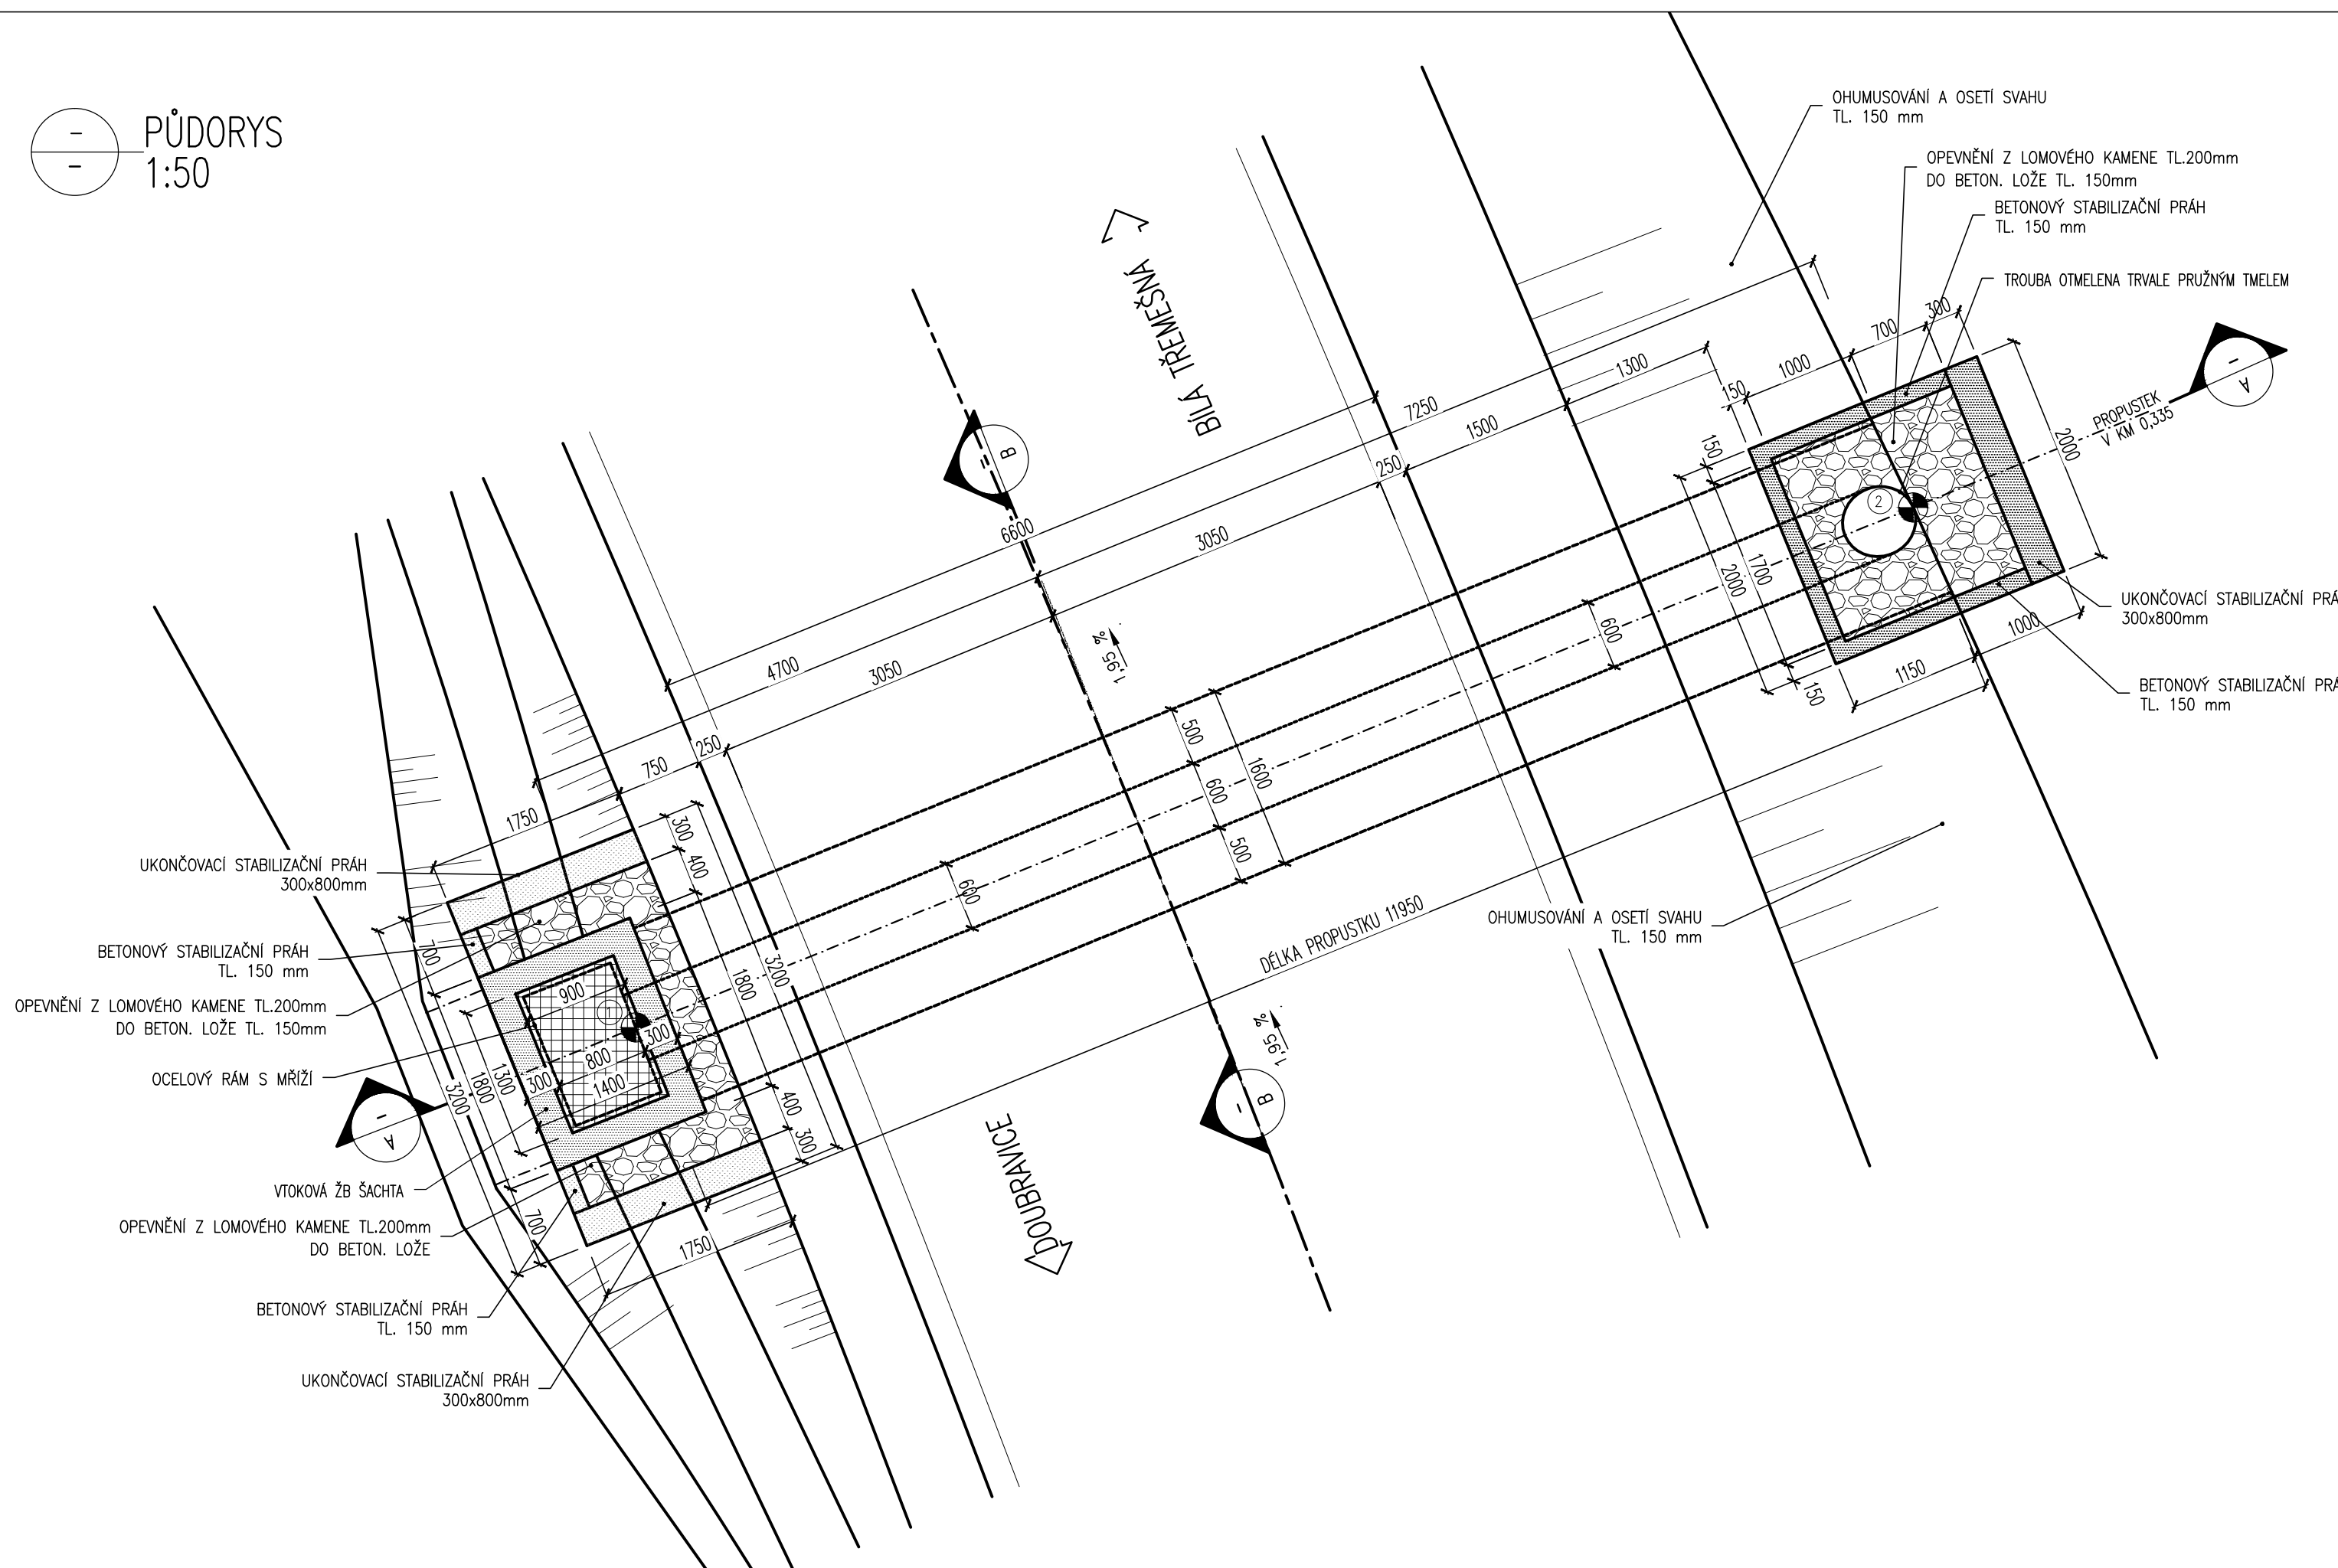 -
-
PŮDORYS
1:50
OHUMUSOVÁNÍ A OSETÍ SVAHU
TL. 150 mm
OPEVNĚNÍ Z LOMOVÉHO KAMENE TL.200mm
DO BETON. LOŽE TL. 150mm
BETONOVÝ STABILIZAČNÍ PRÁH
TL. 150 mm
TROUBA OTMELENA TRVALE PRUŽNÝM TMELEM
BÍLÁ TŘEMEŠNÁ
300
700
1000
150
1300
7250
1500
250
6600
3050
4700
3050
750
250
1750
-
A
PROPUSTEK
V KM 0,335
2000
2
150
1700
2000
150
1000
1150
-
B
UKONČOVACÍ STABILIZAČNÍ PRÁ
300x800mm
BETONOVÝ STABILIZAČNÍ PRÁ
TL. 150 mm
1,95 %
600
500
600
500
1600
600
DÉLKA PROPUSTKU 11950
OHUMUSOVÁNÍ A OSETÍ SVAHU
TL. 150 mm
300
400
1800
3200
400
300
UKONČOVACÍ STABILIZAČNÍ PRÁH
300x800mm
BETONOVÝ STABILIZAČNÍ PRÁH
TL. 150 mm
OPEVNĚNÍ Z LOMOVÉHO KAMENE TL.200mm
DO BETON. LOŽE TL. 150mm
OCELOVÝ RÁM S MŘÍŽÍ
700
900
1
300
800
300
1400
1300
1800
3200
700
1750
-
A
1,95 %
-
B
DOUBRAVICE
VTOKOVÁ ŽB ŠACHTA
OPEVNĚNÍ Z LOMOVÉHO KAMENE TL.200mm
DO BETON. LOŽE
BETONOVÝ STABILIZAČNÍ PRÁH
TL. 150 mm
UKONČOVACÍ STABILIZAČNÍ PRÁH
300x800mm